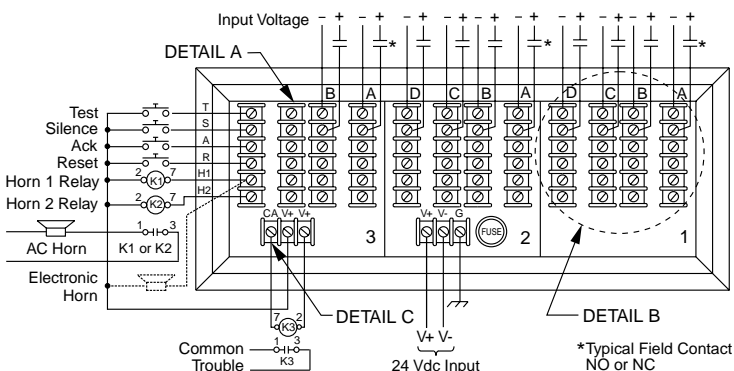 Input Voltage - + - + - + - + - + - + - + - + - + - +
* * *
DETAIL A
B A D C B A D C B A
Test T
Silence S
Ack A
Reset R
Horn 1 Relay 2 K1 7 H1
Horn 2 Relay 2 K2 7 H2
CA V+ V+ V+ V- G FUSE
3 2 1
1 3
AC Horn K1 or K2
Electronic
Horn
DETAIL C
DETAIL B
7 K3 2
V+ V-
Common 1 3
Trouble K3
24 Vdc Input
*Typical Field Contact
NO or NC